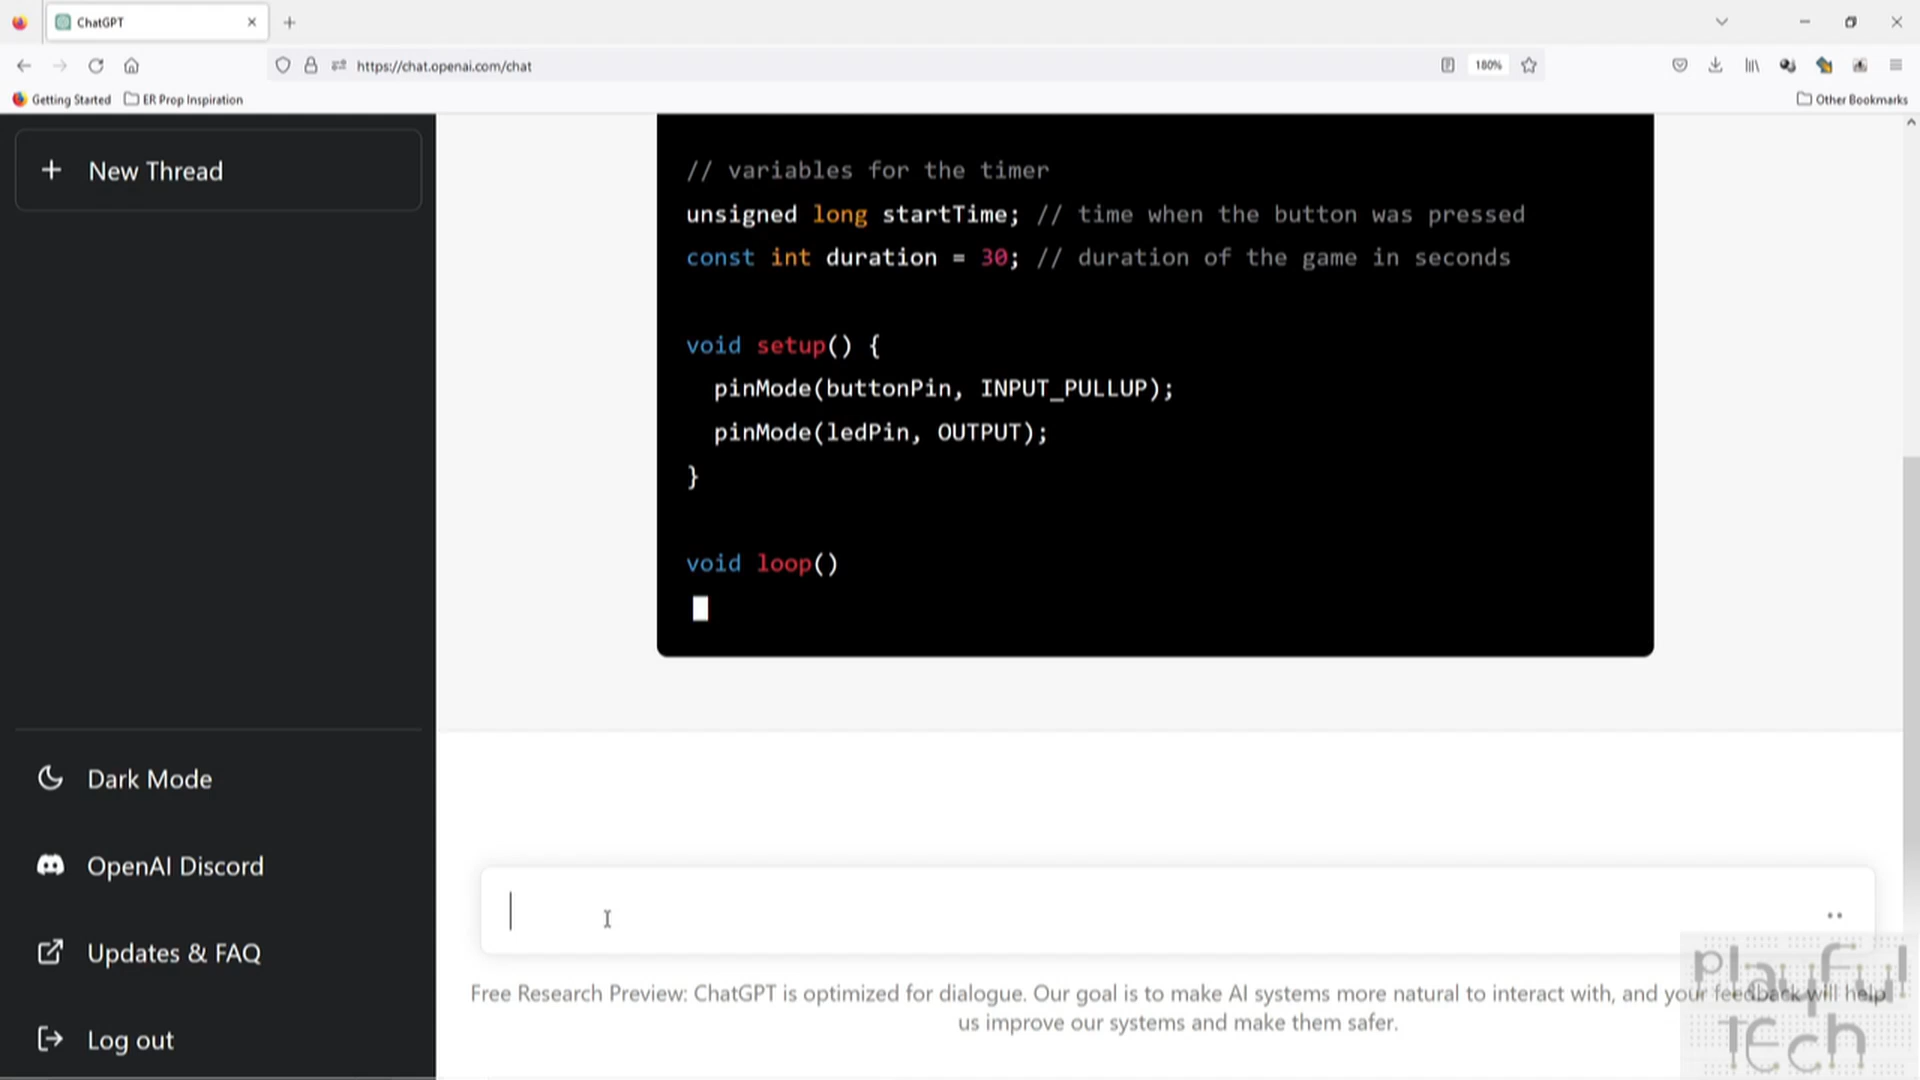 ChatGPT
https://chat.openai.com/chat
180%
Getting Started
ER Prop Inspiration
Other Bookmarks
New Thread
// variables for the timer
unsigned long startTime; // time when the button was pressed
const int duration = 30; // duration of the game in seconds
void setup() {
pinMode(buttonPin, INPUT_PULLUP);
pinMode(ledPin, OUTPUT);
}
void loop()
Dark Mode
OpenAI Discord
Updates & FAQ
Log out
Free Research Preview: ChatGPT is optimized for dialogue. Our goal is to make AI systems more natural to interact with, and your feedback will help
us improve our systems and make them safer.
playful
tech